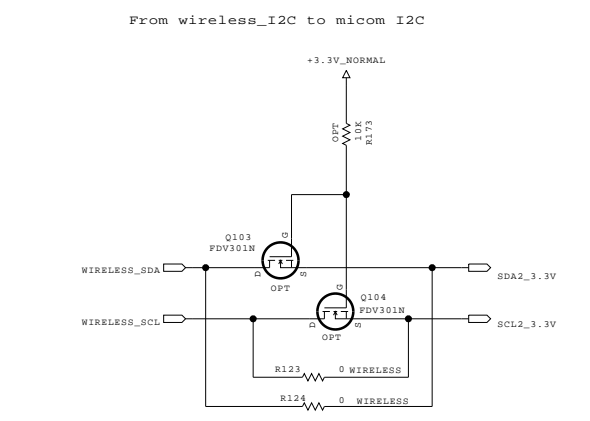 From wireless_I2C to micom I2C
+3.3V_NORMAL
OPT
10K
R173
Q103
FDV301N
G
D
S
OPT
WIRELESS_SDA
SDA2_3.3V
G
Q104
FDV301N
D
S
OPT
WIRELESS_SCL
SCL2_3.3V
R123
0 WIRELESS
R124
0 WIRELESS